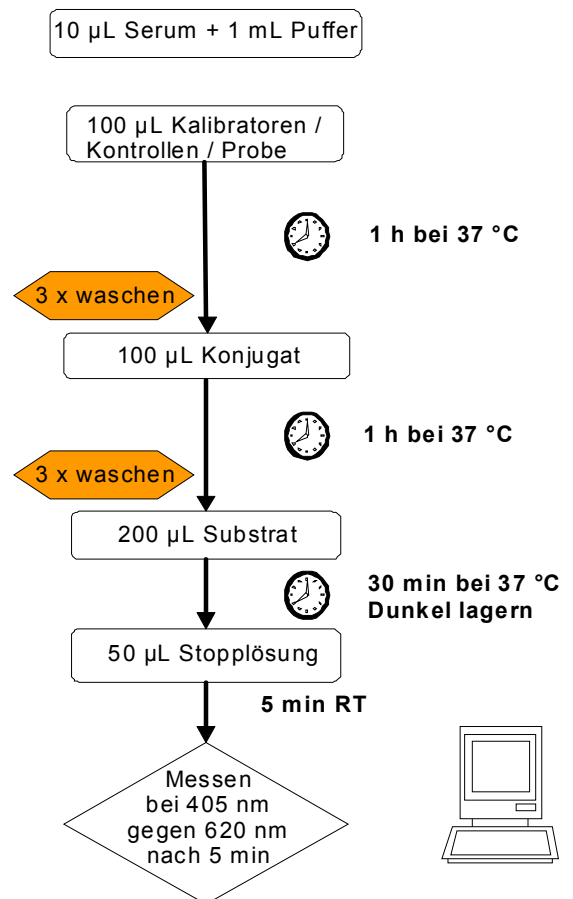 10 µL Serum + 1 mL Puffer
100 µL Kalibratoren /
Kontrollen / Probe
1 h bei 37 °C
3 x waschen
100 µL Konjugat
1 h bei 37 °C
3 x waschen
200 µL Substrat
30 min bei 37 °C
Dunkel lagern
50 µL Stopplösung
5 min RT
Messen
bei 405 nm
gegen 620 nm
nach 5 min